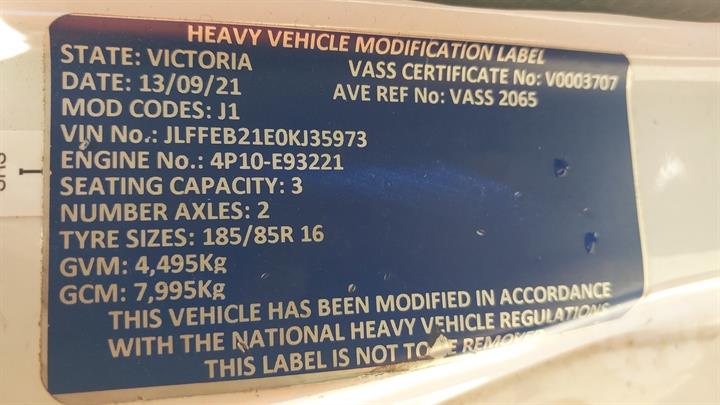 HEAVY VEHICLE MODIFICATION LABEL
STATE: VICTORIA
VASS CERTIFICATE No: V0003707
DATE: 13/09/21
AVE REF No: VASS 2065
MOD CODES: J1
VIN No.: JLFFEB21E0KJ35973
ENGINE No.: 4P10-E93221
SEATING CAPACITY: 3
NUMBER AXLES: 2
TYRE SIZES: 185/85R 16
GVM: 4,495Kg
GCM: 7,995Kg
THIS VEHICLE HAS BEEN MODIFIED IN ACCORDANCE
WITH THE NATIONAL HEAVY VEHICLE REGULATIONS
THIS LABEL IS NOT TO BE REMOVED